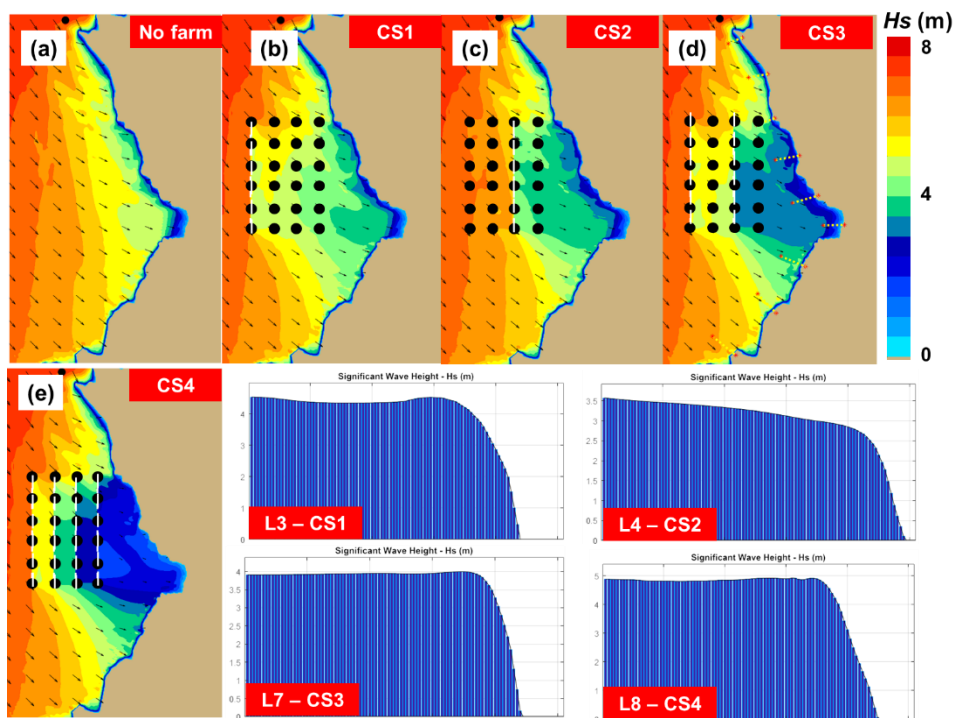 (a)
No farm
(b)
CS1
(c)
CS2
(d)
CS3
Hs (m)
8
4
0
(e)
CS4
Significant Wave Height - Hs (m)
4
3
2
1
0
L3 – CS1
Significant Wave Height - Hs (m)
3.5
3
2.5
2
1.5
1
0.5
0
L4 – CS2
Significant Wave Height - Hs (m)
4
3.5
3
2.5
2
1.5
1
0.5
0
L7 – CS3
Significant Wave Height - Hs (m)
5
4
3
2
1
0
L8 – CS4